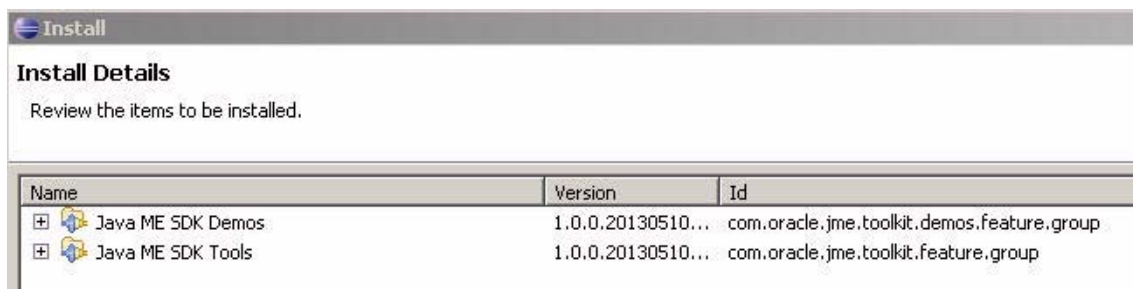 Install
Install Details
Review the items to be installed.
Name Version Id
Java ME SDK Demos 1.0.0.20130510... com.oracle.jme.toolkit.demos.feature.group
Java ME SDK Tools 1.0.0.20130510... com.oracle.jme.toolkit.feature.group